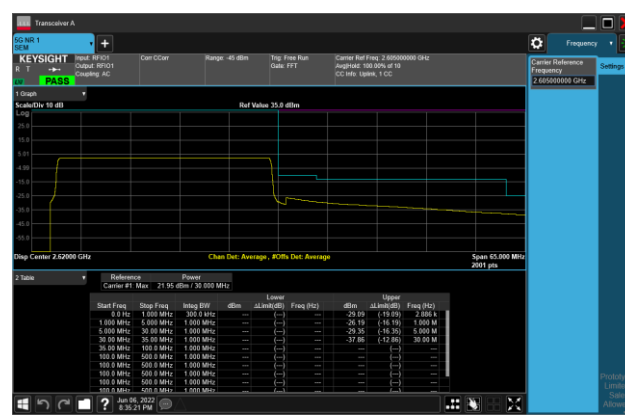 Transceiver A
5G NR 1
SEM
+
Frequency
KEYSIGHT
R T
PASS
Input: RFIO1
Output: RFIO1
Coupling: AC
Corr CCorr
Range: -45 dBm
Trig: Free Run
Gate: FFT
Carrier Ref Freq: 2.605000000 GHz
Avg|Hold: 100.00% of 10
CC Info: Uplink, 1 CC
Carrier Reference
Frequency
2.605000000 GHz
Settings
1 Graph
Scale/Div 10 dB
Ref Value 35.0 dBm
Log
25.0
15.0
5.01
-4.99
-15.0
-25.0
-35.0
-45.0
-55.0
Disp Center 2.62000 GHz
Chan Det: Average , #Offs Det: Average
Span 65.000 MHz
2001 pts
2 Table
Reference Power
Carrier #1 Max 21.95 dBm / 30.000 MHz
Lower Upper
Start Freq Stop Freq Integ BW dBm ΔLimit(dB) Freq (Hz) dBm ΔLimit(dB) Freq (Hz)
0.0 Hz 1.000 MHz 300.0 kHz --- (---) --- -29.09 (-19.09) 2.886 k
1.000 MHz 5.000 MHz 1.000 MHz --- (---) --- -26.19 (-16.19) 1.000 M
5.000 MHz 30.00 MHz 1.000 MHz --- (---) --- -29.35 (-16.35) 5.000 M
30.00 MHz 35.00 MHz 1.000 MHz --- (---) --- -37.86 (-12.86) 30.00 M
35.00 MHz 100.0 MHz 1.000 MHz --- (---) --- --- (---) ---
100.0 MHz 500.0 MHz 1.000 MHz --- (---) --- --- (---) ---
100.0 MHz 500.0 MHz 1.000 MHz --- (---) --- --- (---) ---
100.0 MHz 500.0 MHz 1.000 MHz --- (---) --- --- (---) ---
100.0 MHz 500.0 MHz 1.000 MHz --- (---) --- --- (---) ---
100.0 MHz 500.0 MHz 1.000 MHz --- (---) --- --- (---) ---
?
Jun 06, 2022
8:35:21 PM